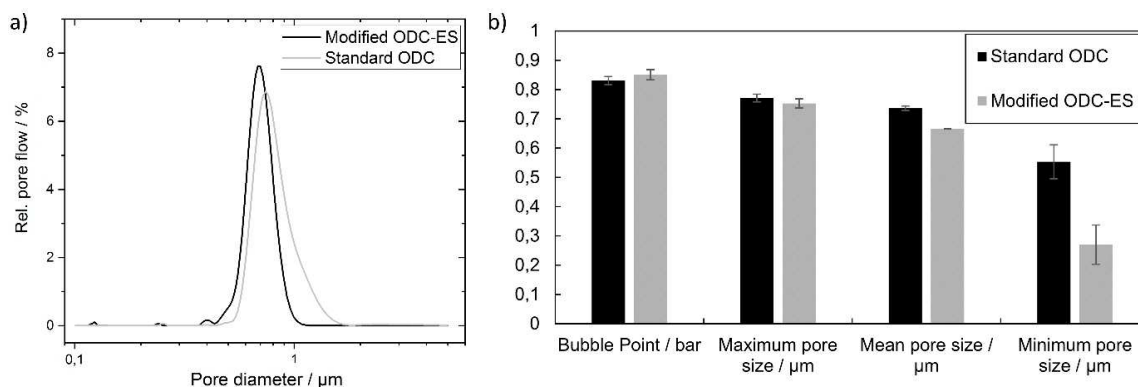 a)
Modified ODC-ES
Standard ODC
8
6
4
2
0
Rel. pore flow / %
0,1
1
Pore diameter / µm
b)
1
0,9
0,8
0,7
0,6
0,5
0,4
0,3
0,2
0,1
0
Standard ODC
Modified ODC-ES
Bubble Point / bar
Maximum pore
size / µm
Mean pore size /
µm
Minimum pore
size / µm